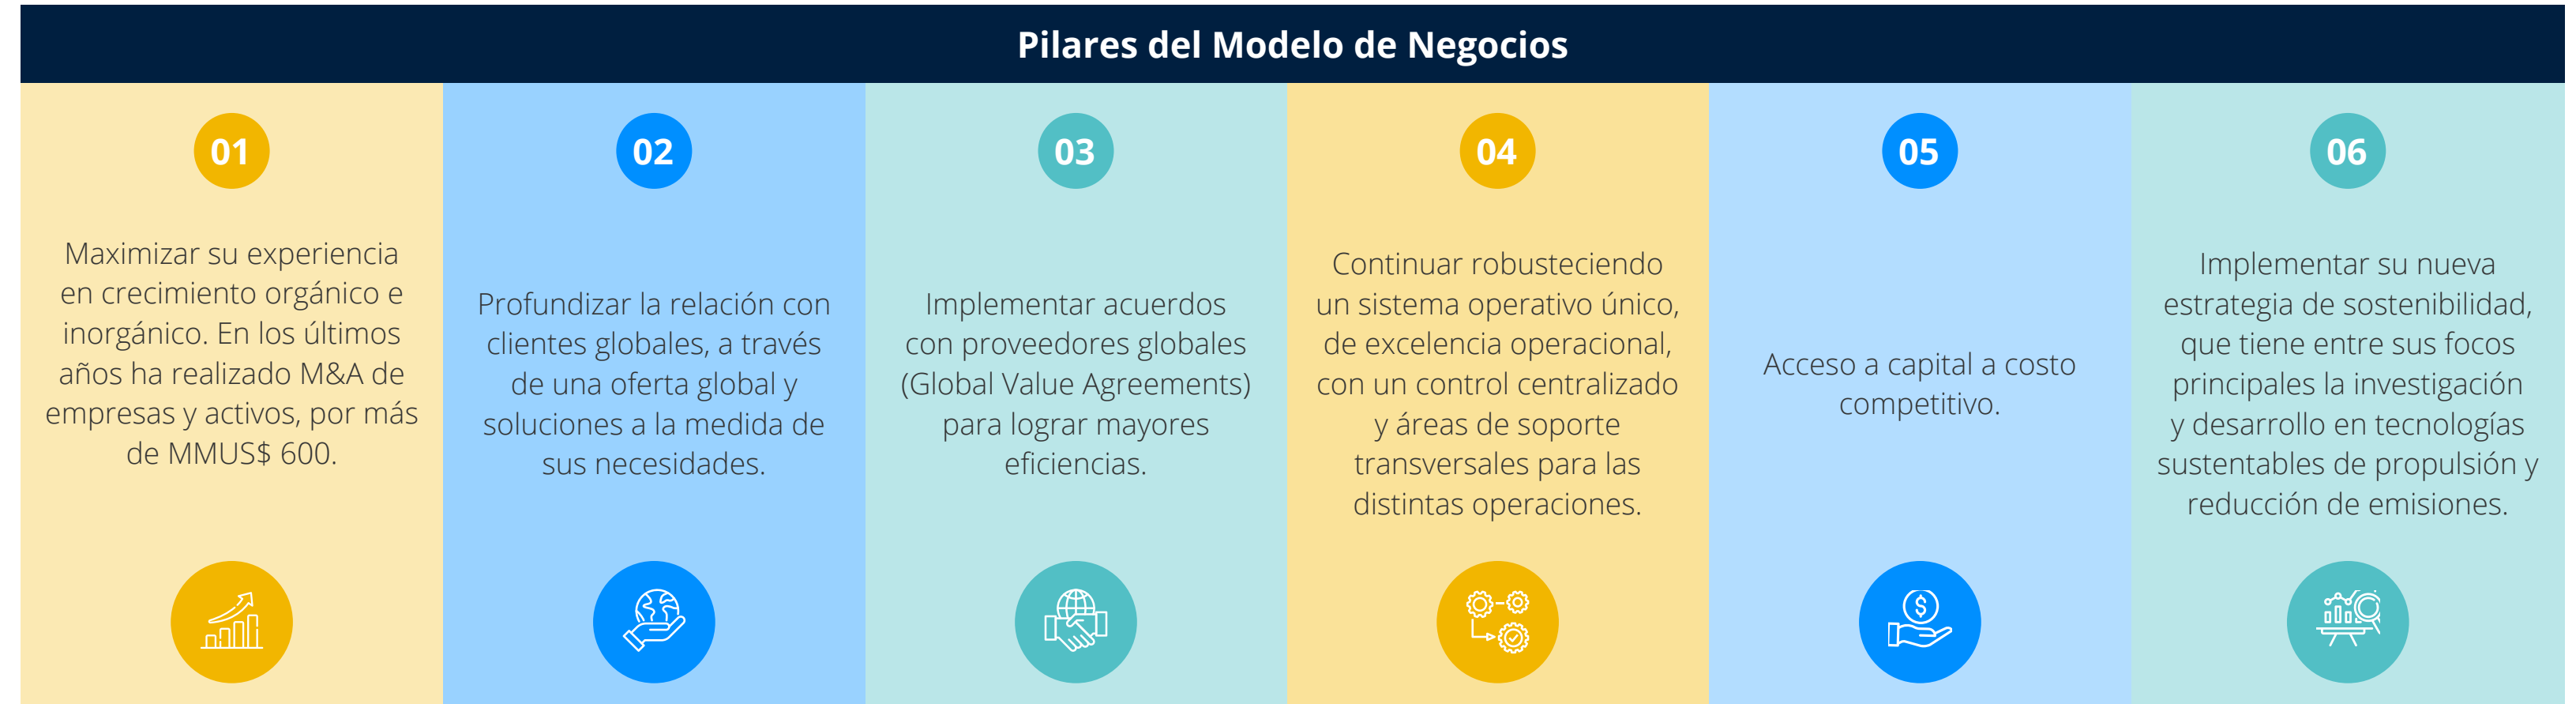 Pilares del Modelo de Negocios
01
Maximizar su experiencia
en crecimiento orgánico e
inorgánico. En los últimos
años ha realizado M&A de
empresas y activos, por más
de MMUS$ 600.
02
Profundizar la relación con
clientes globales, a través
de una oferta global y
soluciones a la medida de
sus necesidades.
03
Implementar acuerdos
con proveedores globales
(Global Value Agreements)
para lograr mayores
eficiencias.
04
Continuar robusteciendo
un sistema operativo único,
de excelencia operacional,
con un control centralizado
y áreas de soporte
transversales para las
distintas operaciones.
05
Acceso a capital a costo
competitivo.
06
Implementar su nueva
estrategia de sostenibilidad,
que tiene entre sus focos
principales la investigación
y desarrollo en tecnologías
sustentables de propulsión y
reducción de emisiones.